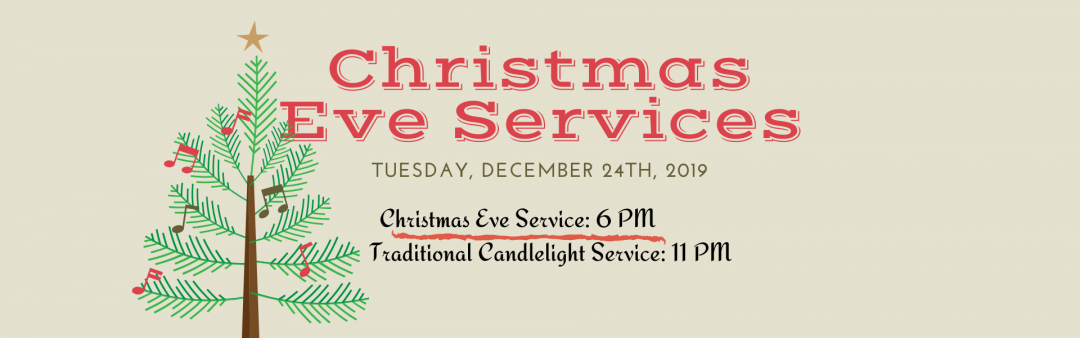 Christmas
Eve Services
TUESDAY, DECEMBER 24TH, 2019
Christmas Eve Service: 6 PM
Traditional Candlelight Service: 11 PM